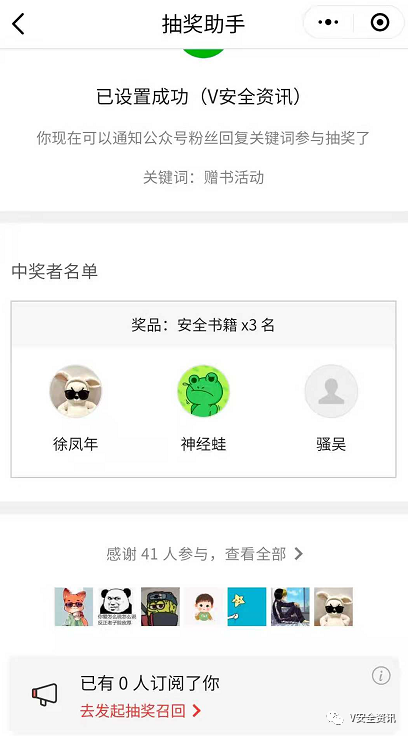 抽奖助手
已设置成功（V安全资讯）
你现在可以通知公众号粉丝回复关键词参与抽奖了
关键词：赠书活动
中奖者名单
奖品：安全书籍 x3 名
徐凤年
神经蛙
骚吴
感谢 41 人参与，查看全部
已有 0 人订阅了你
去发起抽奖召回
V安全资讯